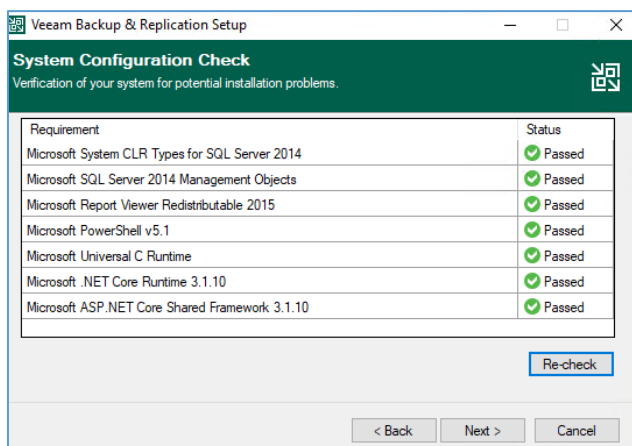 Veeam Backup & Replication Setup
System Configuration Check
Verification of your system for potential installation problems.
Requirement Status
Microsoft System CLR Types for SQL Server 2014 Passed
Microsoft SQL Server 2014 Management Objects Passed
Microsoft Report Viewer Redistributable 2015 Passed
Microsoft PowerShell v5.1 Passed
Microsoft Universal C Runtime Passed
Microsoft .NET Core Runtime 3.1.10 Passed
Microsoft ASP.NET Core Shared Framework 3.1.10 Passed
Re-check
< Back Next > Cancel